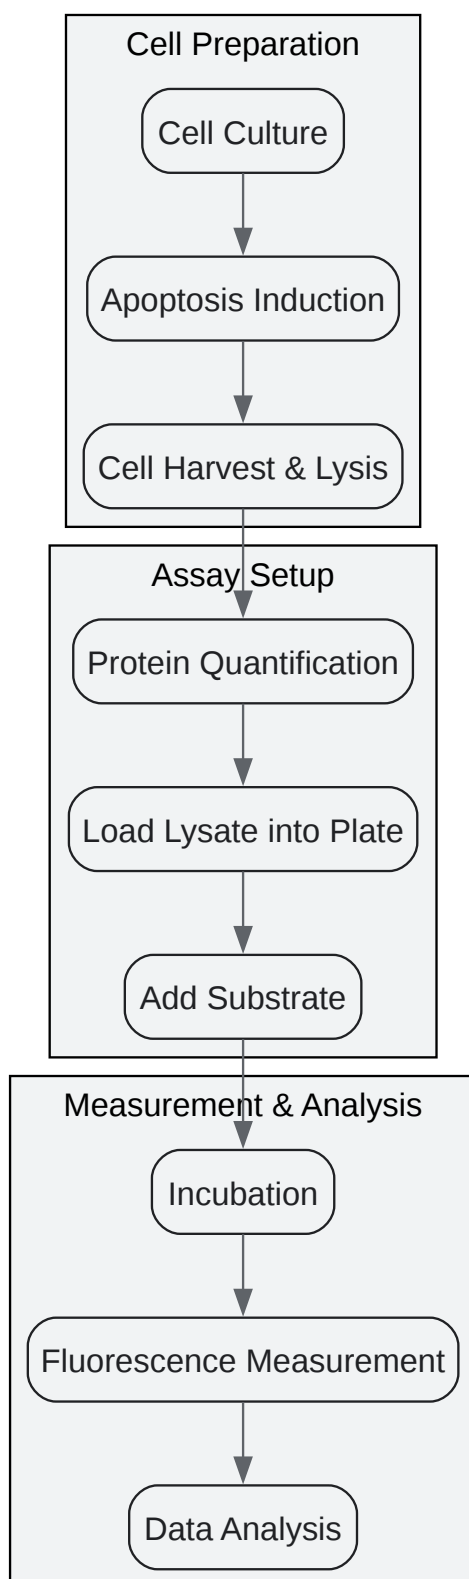 Cell Preparation
Cell Culture
Apoptosis Induction
Cell Harvest & Lysis
Assay Setup
Protein Quantification
Load Lysate into Plate
Add Substrate
Measurement & Analysis
Incubation
Fluorescence Measurement
Data Analysis